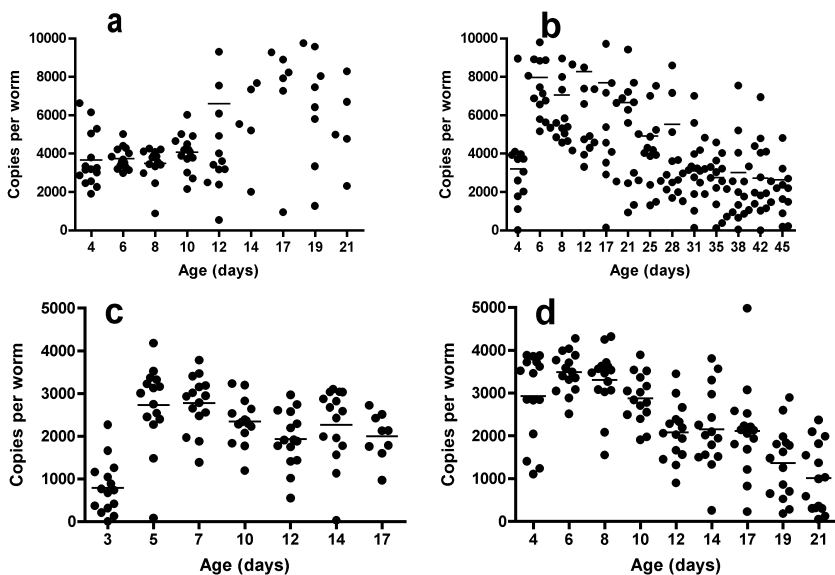 a
Copies per worm
10000
8000
6000
4000
2000
0
4 6 8 10 12 14 17 19 21
Age (days)
b
Copies per worm
10000
8000
6000
4000
2000
0
4 6 8 12 17 21 25 28 31 35 38 42 45
Age (days)
c
Copies per worm
5000
4000
3000
2000
1000
0
3 5 7 10 12 14 17
Age (days)
d
Copies per worm
5000
4000
3000
2000
1000
0
4 6 8 10 12 14 17 19 21
Age (days)